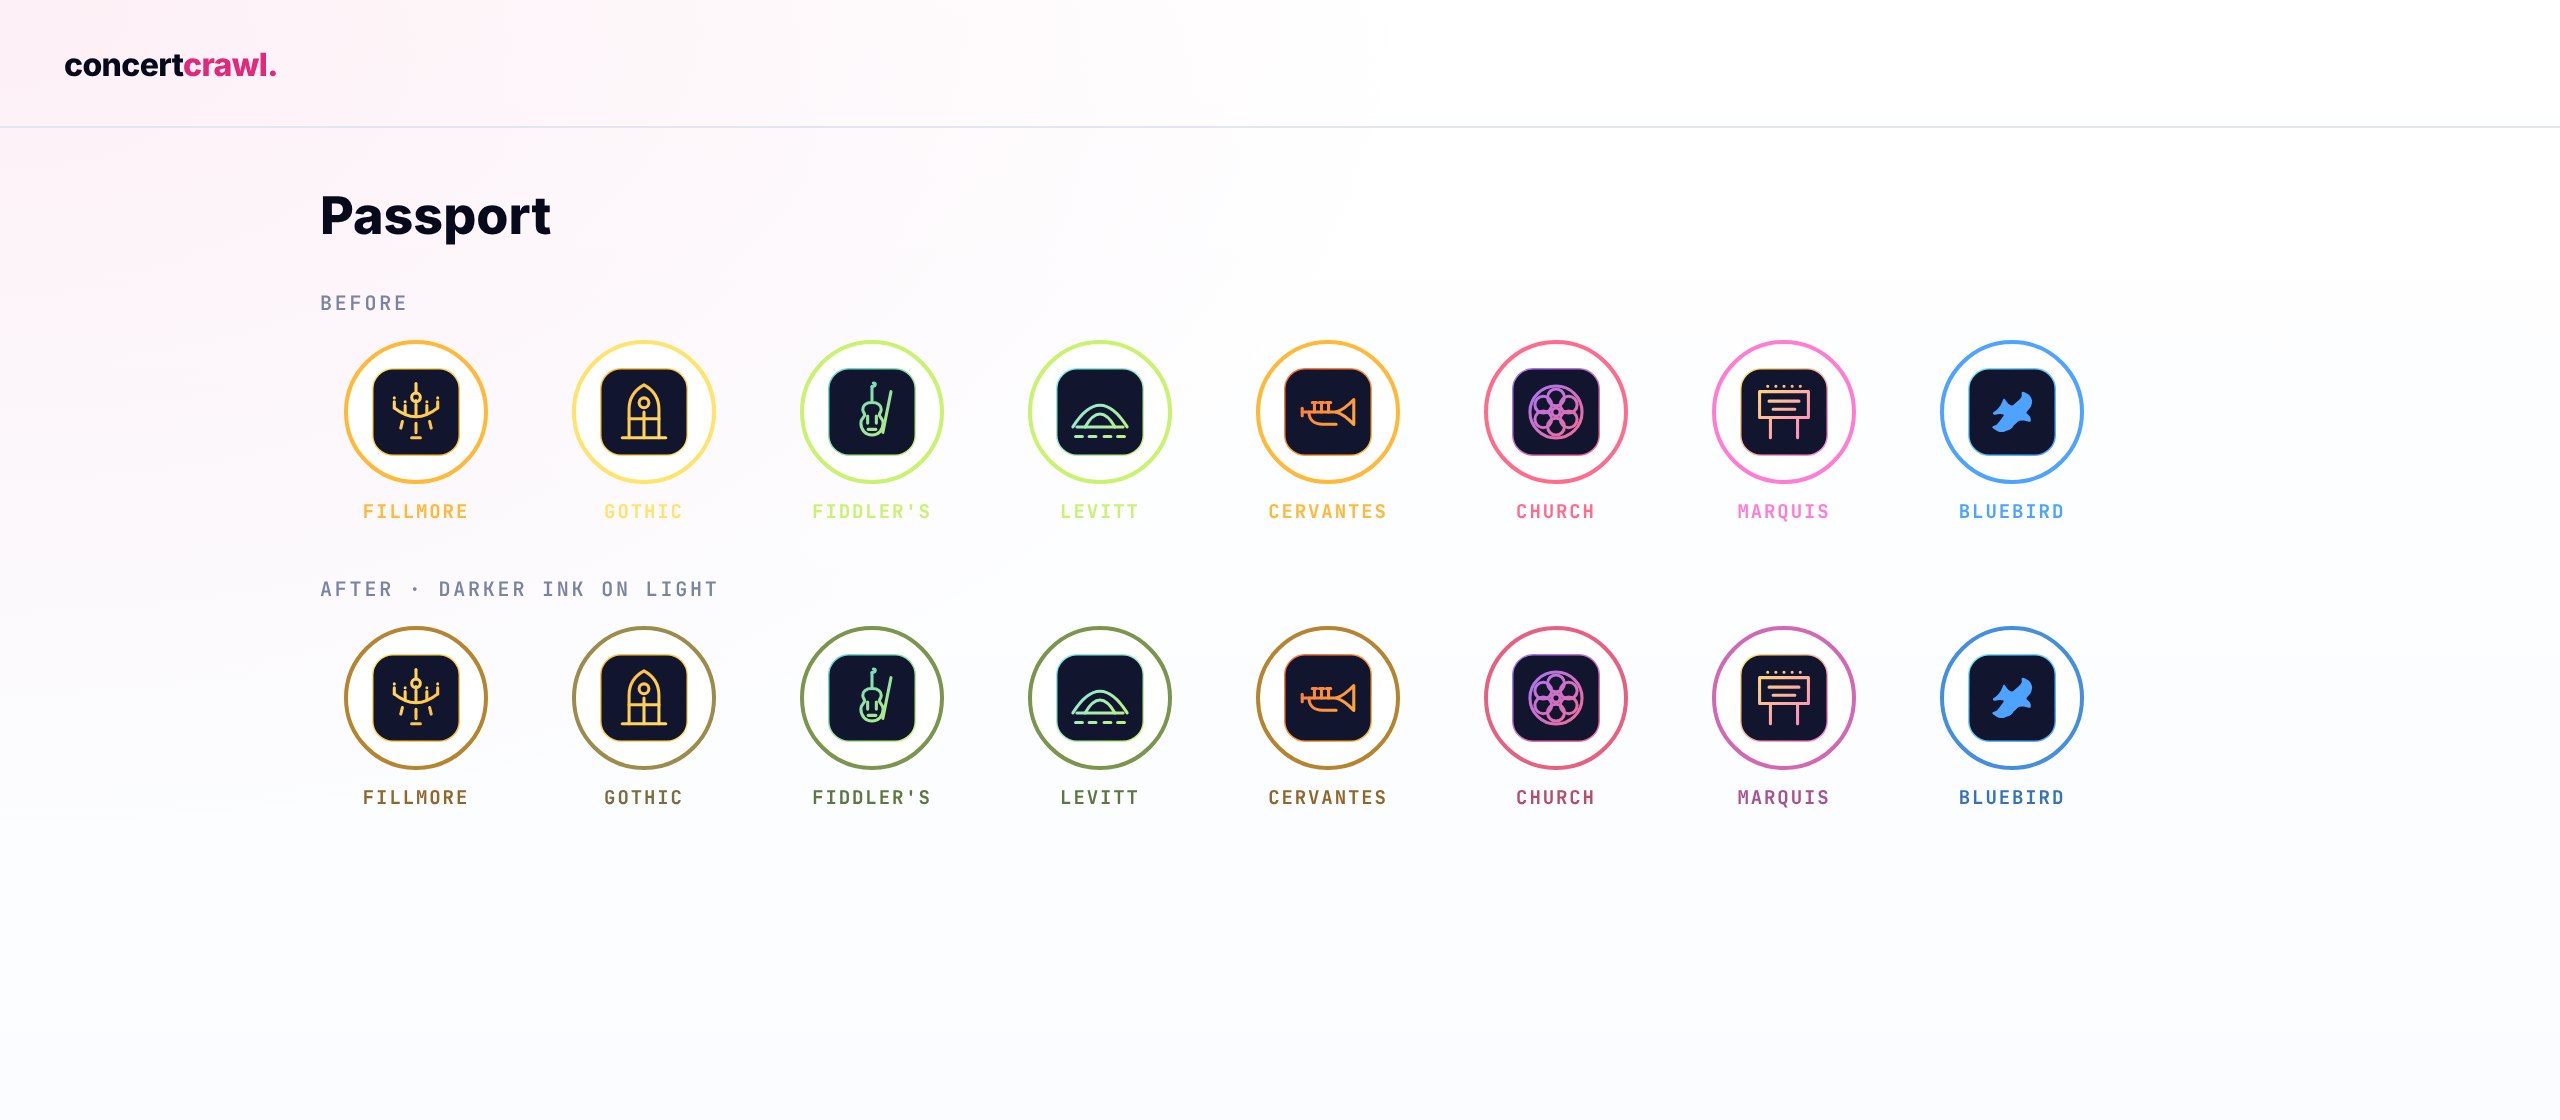 concertcrawl.
Passport
BEFORE
FILLMORE GOTHIC FIDDLER'S LEVITT CERVANTES CHURCH MARQUIS BLUEBIRD
AFTER · DARKER INK ON LIGHT
FILLMORE GOTHIC FIDDLER'S LEVITT CERVANTES CHURCH MARQUIS BLUEBIRD